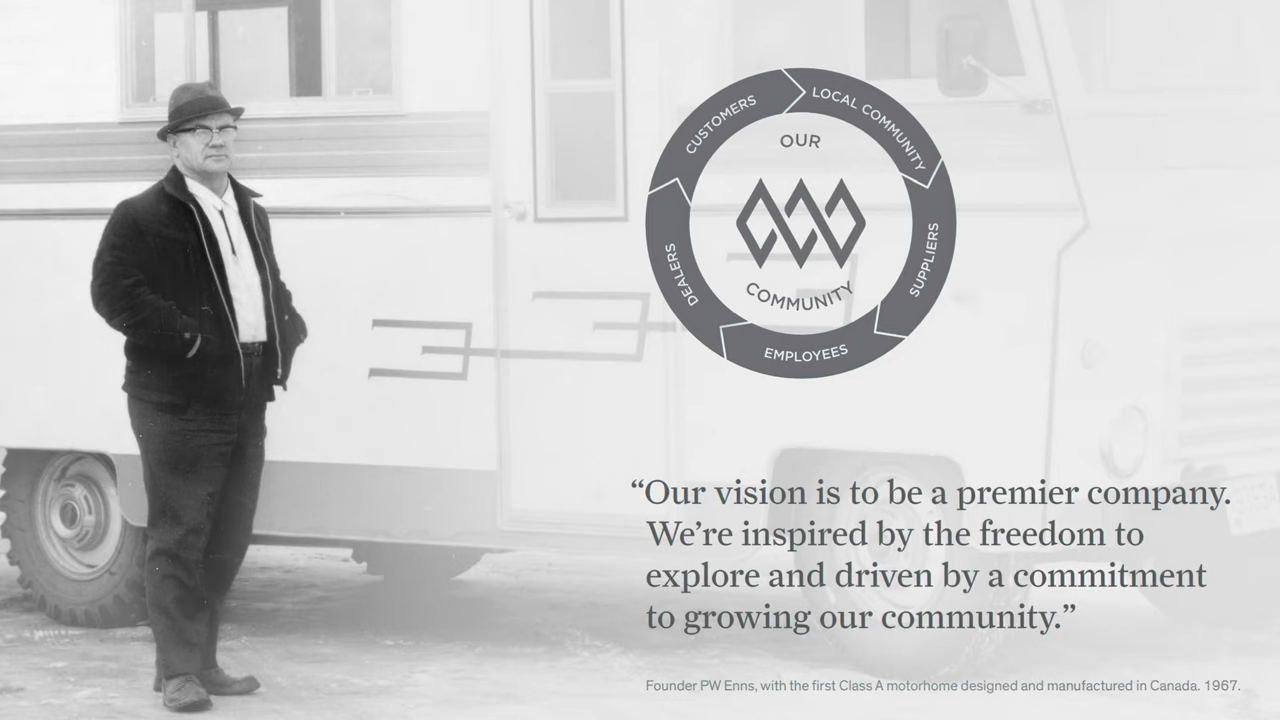 CUSTOMERS
LOCAL COMMUNITY
SUPPLIERS
EMPLOYEES
DEALERS
OUR
COMMUNITY
“Our vision is to be a premier company.
We’re inspired by the freedom to
explore and driven by a commitment
to growing our community.”
Founder PW Enns, with the first Class A motorhome designed and manufactured in Canada. 1967.